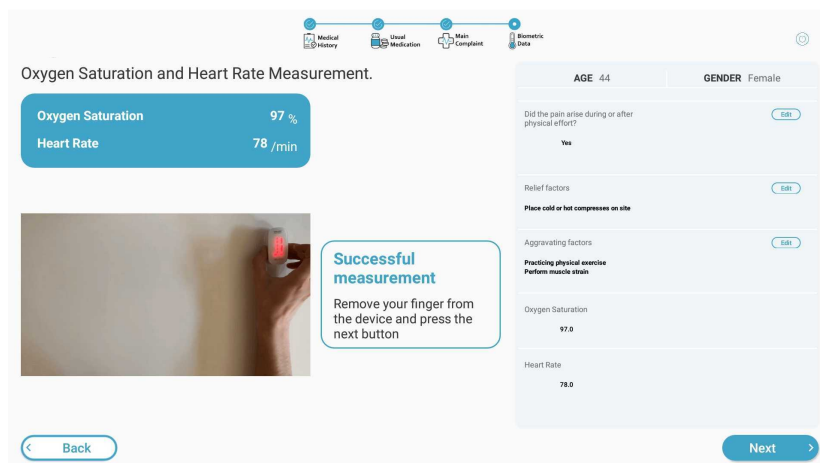 Medical
History
Usual
Medication
Main
Complaint
Biometric
Data
Oxygen Saturation and Heart Rate Measurement.
Oxygen Saturation 97 %
Heart Rate 78 /min
Successful
measurement
Remove your finger from
the device and press the
next button
AGE 44 GENDER Female
Did the pain arise during or after
physical effort?
Edit
Yes
Relief factors Edit
Place cold or hot compresses on site
Aggravating factors Edit
Practicing physical exercise
Perform muscle strain
Oxygen Saturation
97.0
Heart Rate
78.0
Back
Next